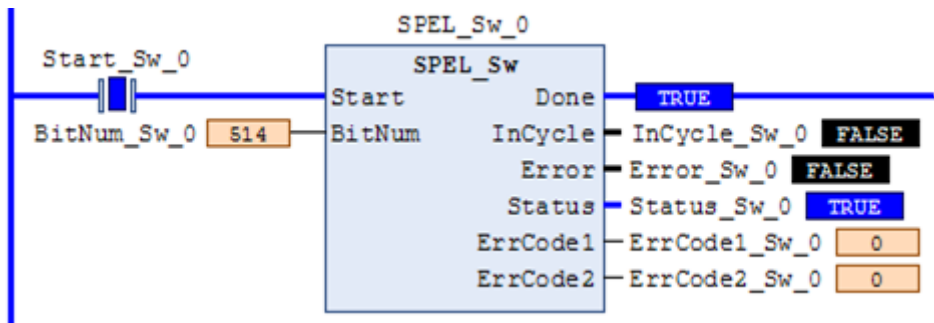 SPEL_Sw_0
Start_Sw_0
SPEL_Sw
Start Done TRUE
BitNum_Sw_0 514 BitNum InCycle InCycle_Sw_0 FALSE
Error Error_Sw_0 FALSE
Status Status_Sw_0 TRUE
ErrCode1 ErrCode1_Sw_0 0
ErrCode2 ErrCode2_Sw_0 0